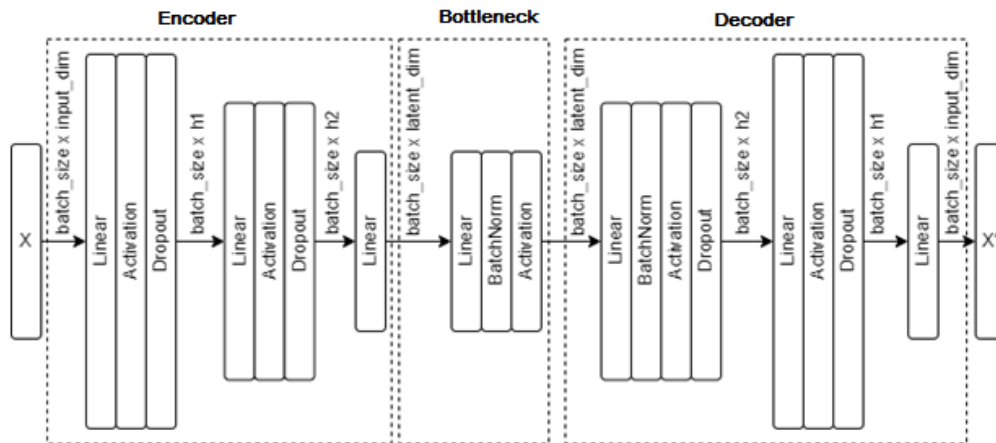 Encoder
Bottleneck
Decoder
X
batch_size x input_dim
Linear
Activation
Dropout
batch_size x h1
Linear
Activation
Dropout
batch_size x h2
Linear
batch_size x latent_dim
Linear
BatchNorm
Activation
batch_size x latent_dim
Linear
BatchNorm
Activation
Dropout
batch_size x h2
Linear
Activation
Dropout
batch_size x h1
Linear
batch_size x input_dim
X'